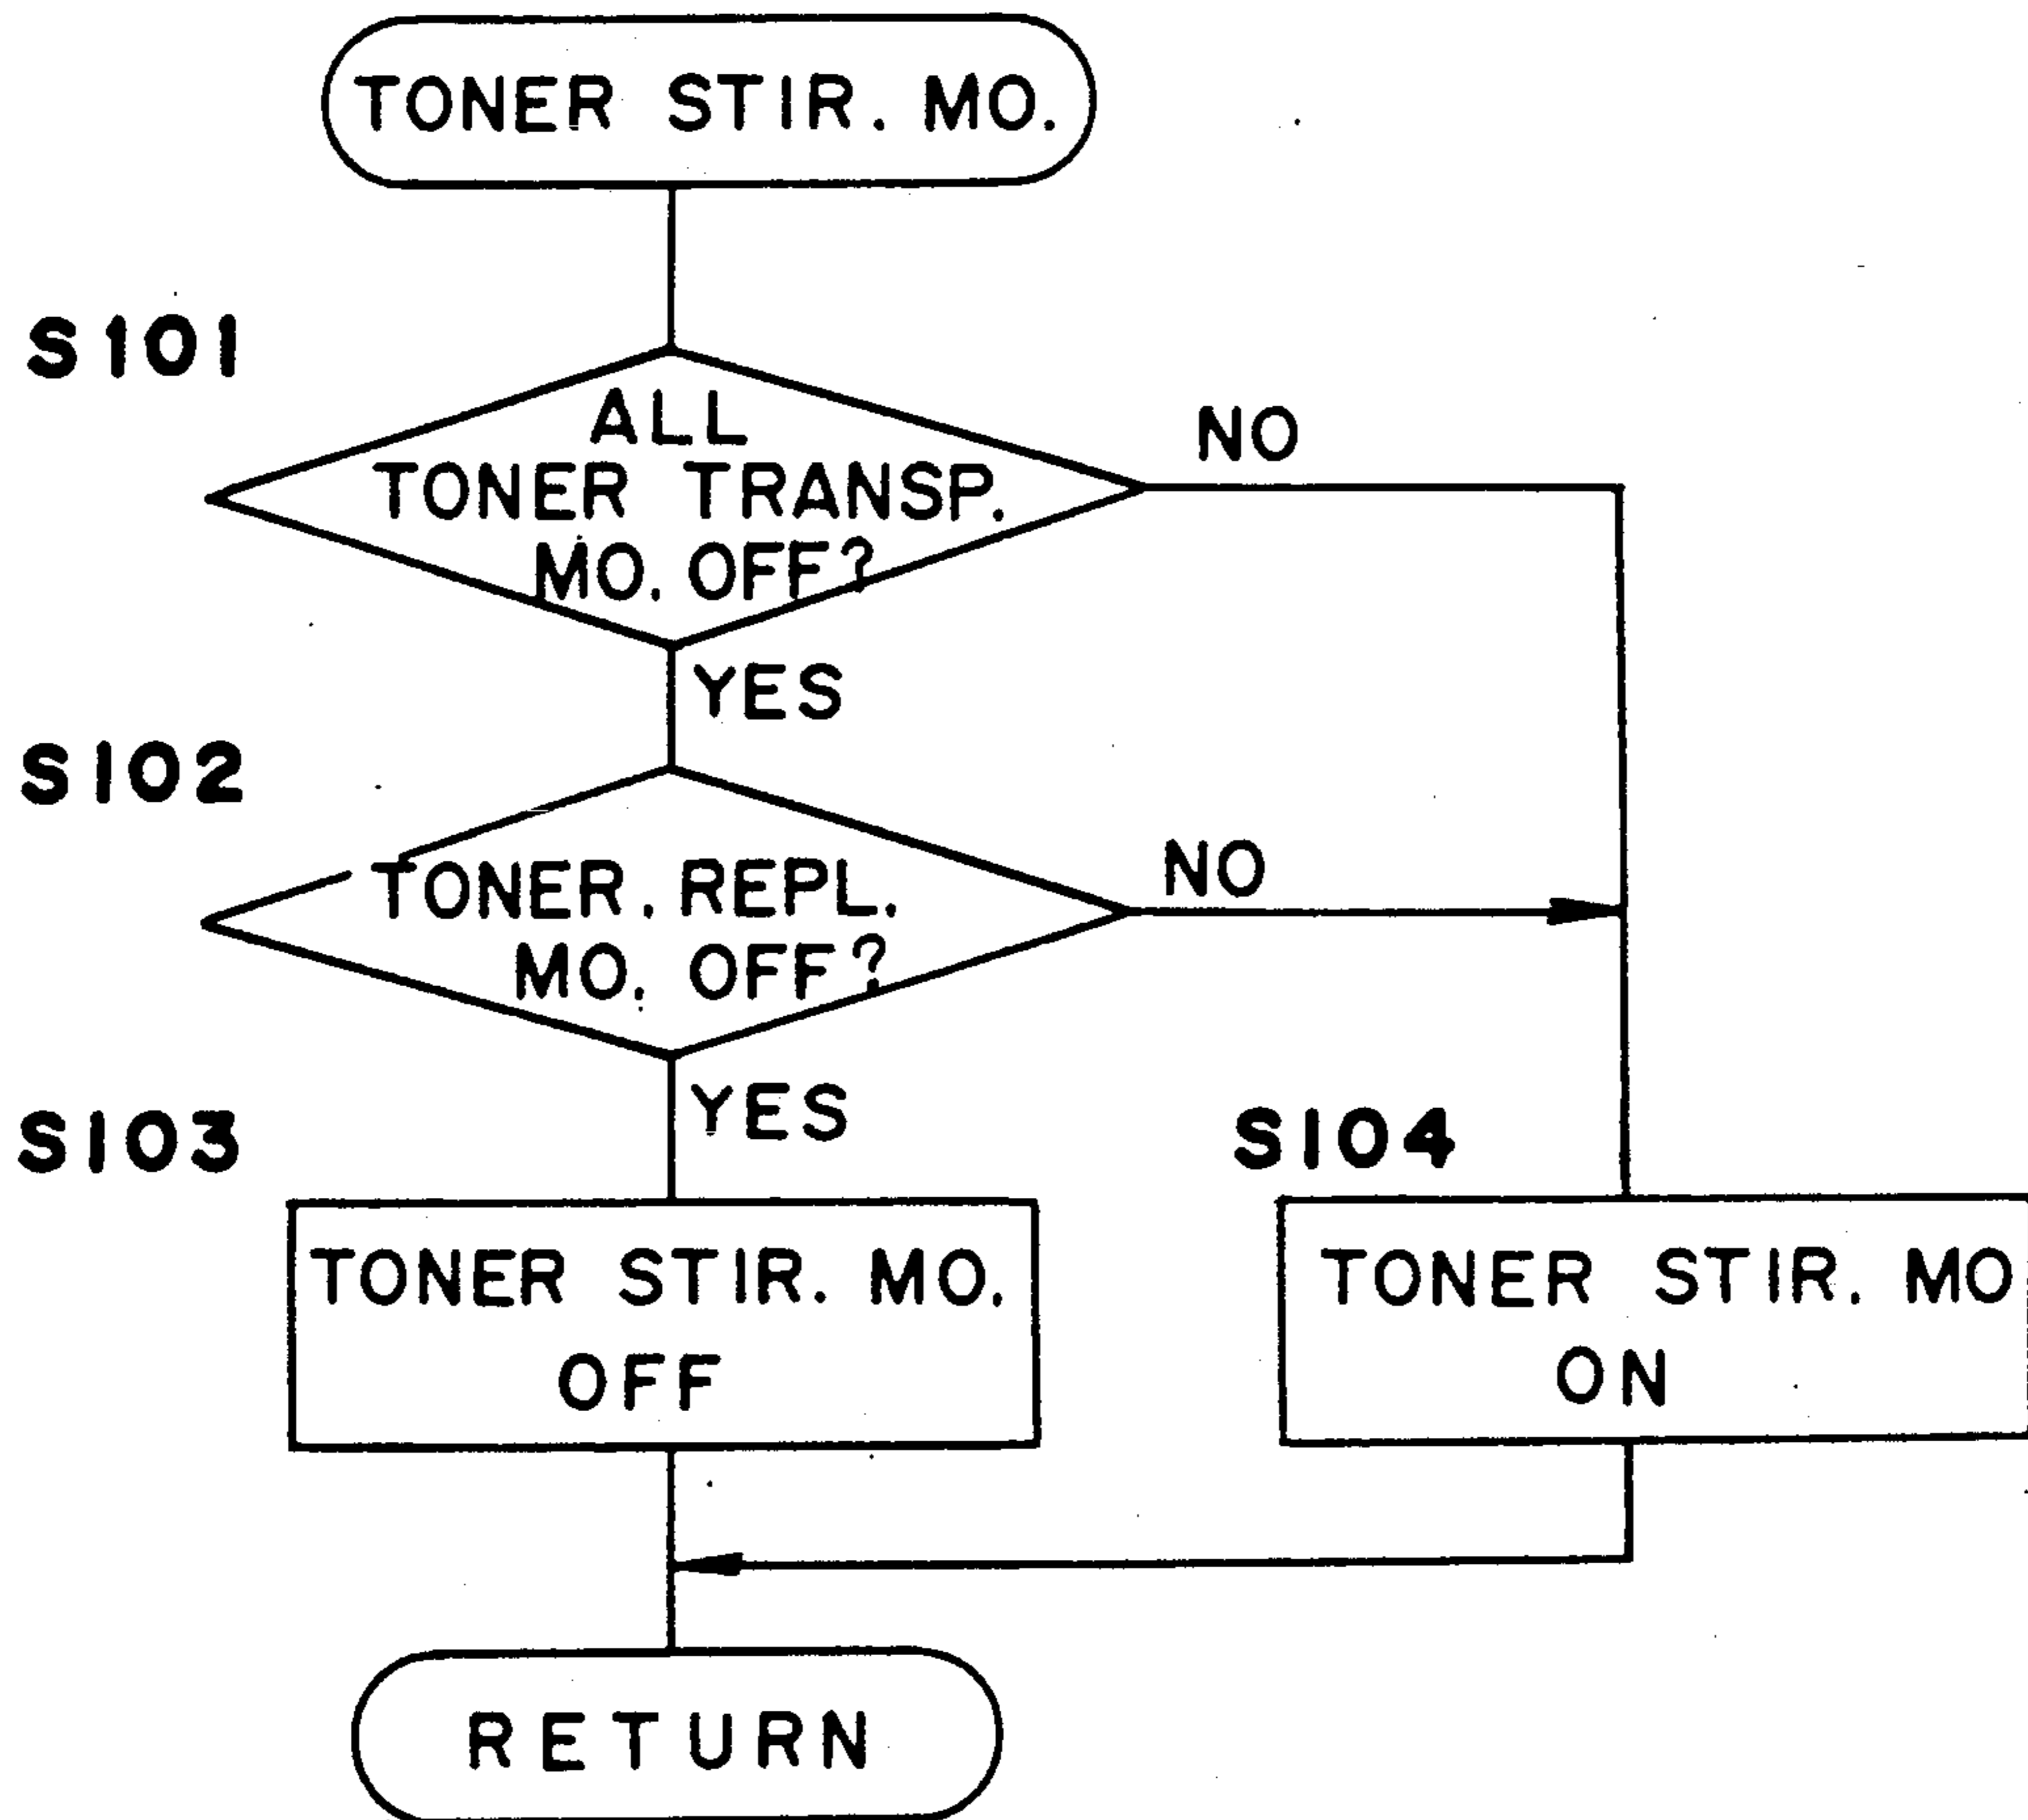 TONER STIR. MO.
S101
ALL
TONER TRANSP.
MO. OFF?
NO
YES
S102
TONER. REPL.
MO. OFF?
NO
YES
S103
TONER STIR. MO.
OFF
S104
TONER STIR. MO
ON
RETURN